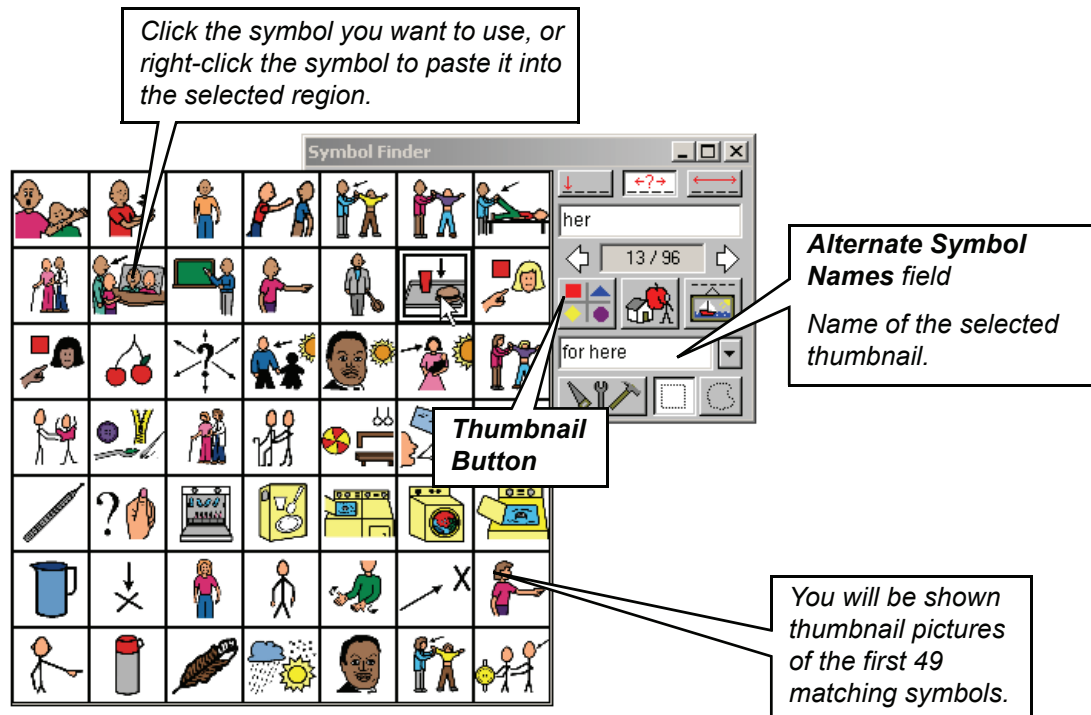 Click the symbol you want to use, or
right-click the symbol to paste it into
the selected region.
Symbol Finder
her
13 / 96
for here
Alternate Symbol
Names field
Name of the selected
thumbnail.
Thumbnail
Button
You will be shown
thumbnail pictures
of the first 49
matching symbols.